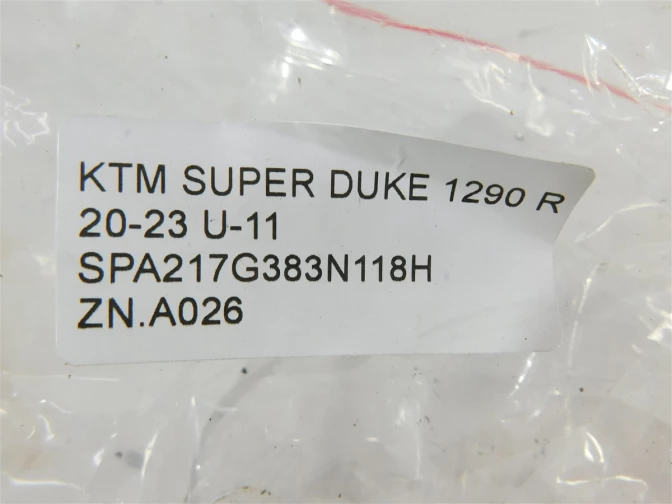 KTM SUPER DUKE 1290 R
20-23 U-11
SPA217G383N118H
ZN.A026